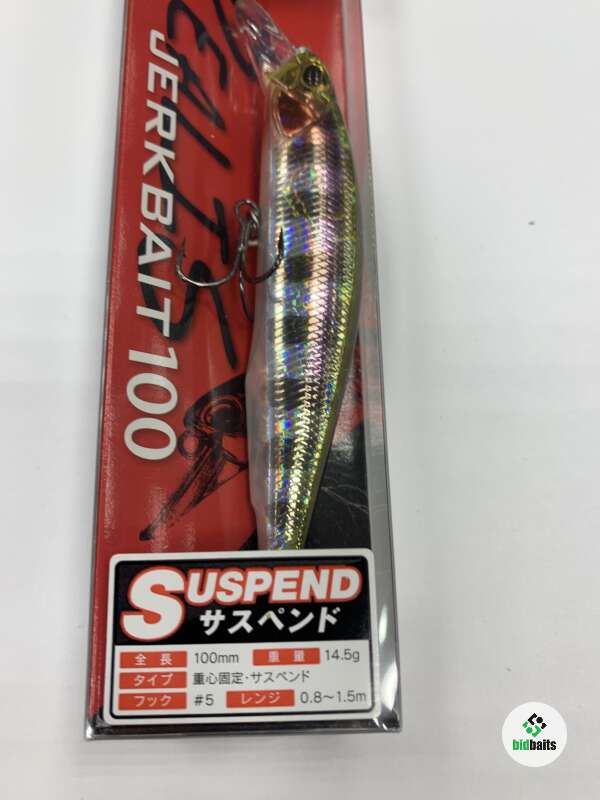 REALIS
JERKBAIT 100
SUSPEND
サスペンド
全長 100mm 重量 14.5g
タイプ 重心固定・サスペンド
フック #5 レンジ 0.8～1.5m
bidbaits